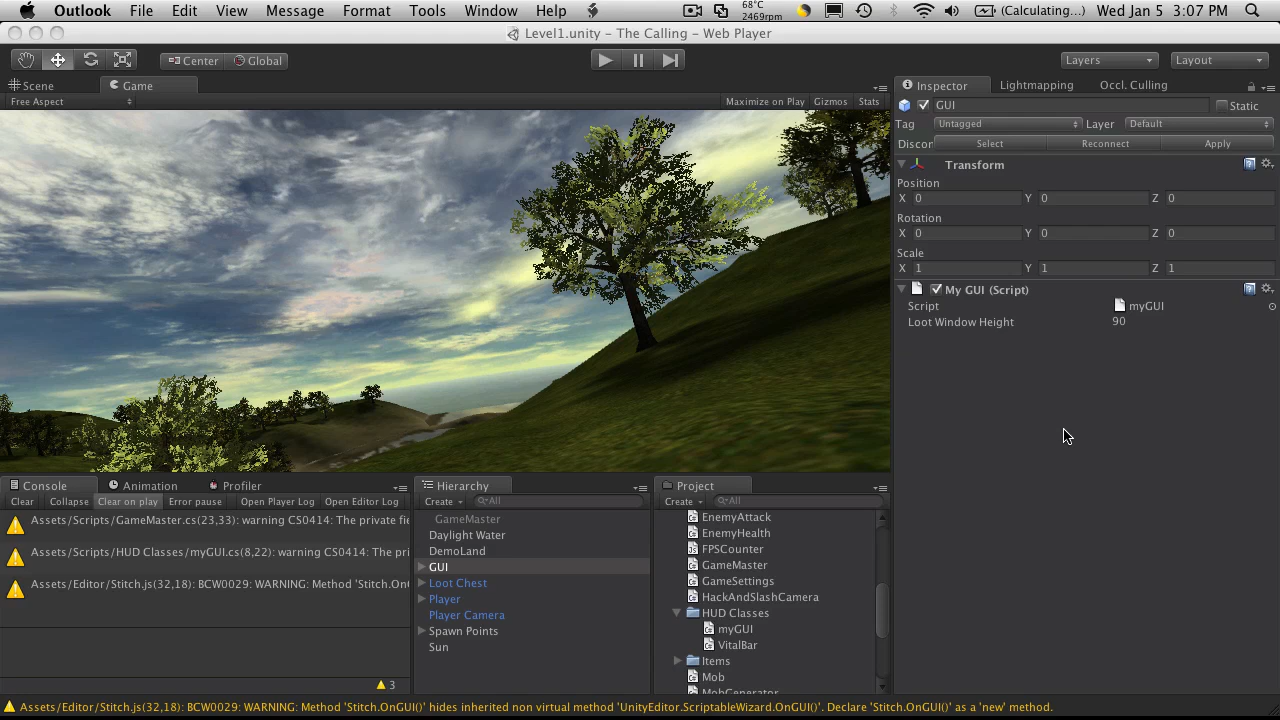 Outlook File Edit View Message Format Tools Window Help 68°C 2469rpm (Calculating...) Wed Jan 5 3:07 PM
Level1.unity – The Calling – Web Player
Center Global Layers Layout
Scene Game
Free Aspect Maximize on Play Gizmos Stats
Inspector Lightmapping Occl. Culling
GUI Static
Tag Untagged Layer Default
Discon Select Reconnect Apply
Transform
Position
X 0 Y 0 Z 0
Rotation
X 0 Y 0 Z 0
Scale
X 1 Y 1 Z 1
My GUI (Script)
Script myGUI
Loot Window Height 90
Console Animation Profiler
Clear Collapse Clear on play Error pause Open Player Log Open Editor Log
Assets/Scripts/GameMaster.cs(23,33): warning CS0414: The private fie
Assets/Scripts/HUD Classes/myGUI.cs(8,22): warning CS0414: The pri
Assets/Editor/Stitch.js(32,18): BCW0029: WARNING: Method 'Stitch.OnG
3
Hierarchy
Create All
GameMaster
Daylight Water
DemoLand
GUI
Loot Chest
Player
Player Camera
Spawn Points
Sun
Project
Create All
EnemyAttack
EnemyHealth
FPSCounter
GameMaster
GameSettings
HackAndSlashCamera
HUD Classes
myGUI
VitalBar
Items
Mob
MobGenerator
Assets/Editor/Stitch.js(32,18): BCW0029: WARNING: Method 'Stitch.OnGUI()' hides inherited non virtual method 'UnityEditor.ScriptableWizard.OnGUI()'. Declare 'Stitch.OnGUI()' as a 'new' method.